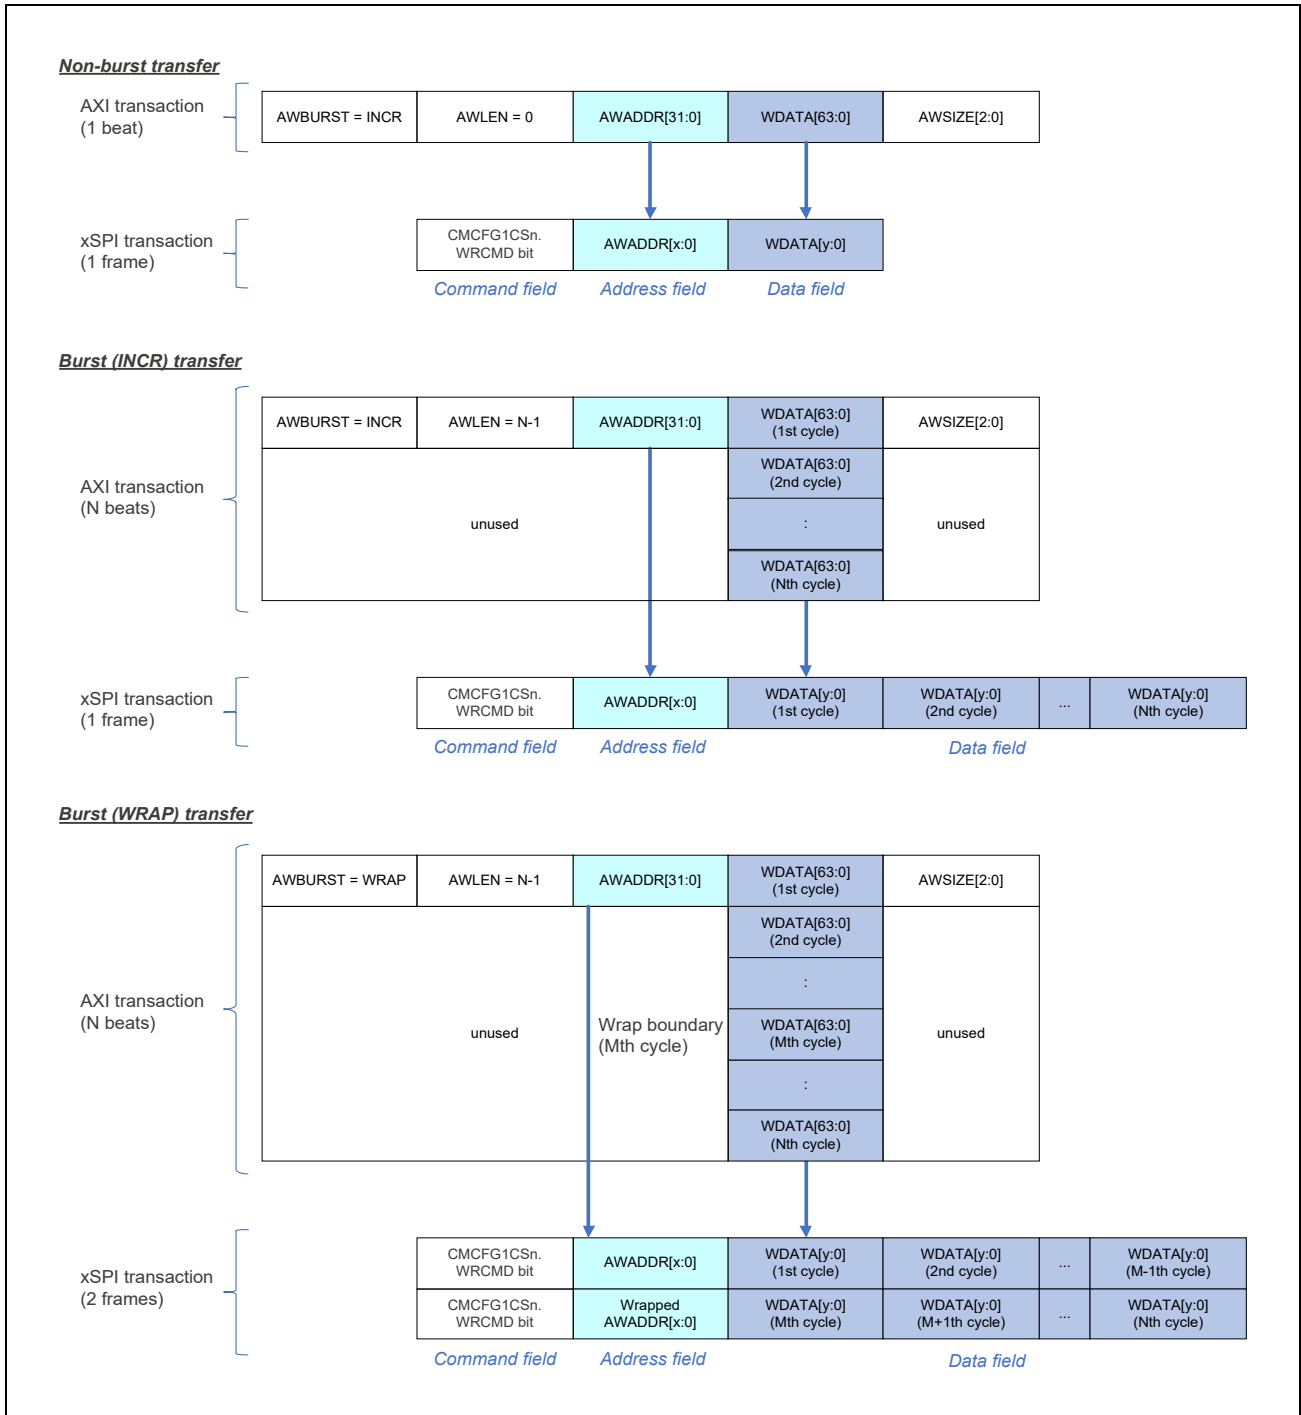 Non-burst transfer
AXI transaction
(1 beat)
AWBURST = INCR
AWLEN = 0
AWADDR[31:0]
WDATA[63:0]
AWSIZE[2:0]
xSPI transaction
(1 frame)
CMCFG1CSn.
WRCMD bit
AWADDR[x:0]
WDATA[y:0]
Command field
Address field
Data field
Burst (INCR) transfer
AXI transaction
(N beats)
AWBURST = INCR
AWLEN = N-1
AWADDR[31:0]
WDATA[63:0]
(1st cycle)
AWSIZE[2:0]
unused
WDATA[63:0]
(2nd cycle)
:
WDATA[63:0]
(Nth cycle)
unused
xSPI transaction
(1 frame)
CMCFG1CSn.
WRCMD bit
AWADDR[x:0]
WDATA[y:0]
(1st cycle)
WDATA[y:0]
(2nd cycle)
...
WDATA[y:0]
(Nth cycle)
Command field
Address field
Data field
Burst (WRAP) transfer
AXI transaction
(N beats)
AWBURST = WRAP
AWLEN = N-1
AWADDR[31:0]
WDATA[63:0]
(1st cycle)
AWSIZE[2:0]
unused
Wrap boundary
(Mth cycle)
WDATA[63:0]
(2nd cycle)
:
WDATA[63:0]
(Mth cycle)
:
WDATA[63:0]
(Nth cycle)
unused
xSPI transaction
(2 frames)
CMCFG1CSn.
WRCMD bit
AWADDR[x:0]
WDATA[y:0]
(1st cycle)
WDATA[y:0]
(2nd cycle)
...
WDATA[y:0]
(M-1th cycle)
CMCFG1CSn.
WRCMD bit
Wrapped
AWADDR[x:0]
WDATA[y:0]
(Mth cycle)
WDATA[y:0]
(M+1th cycle)
...
WDATA[y:0]
(Nth cycle)
Command field
Address field
Data field